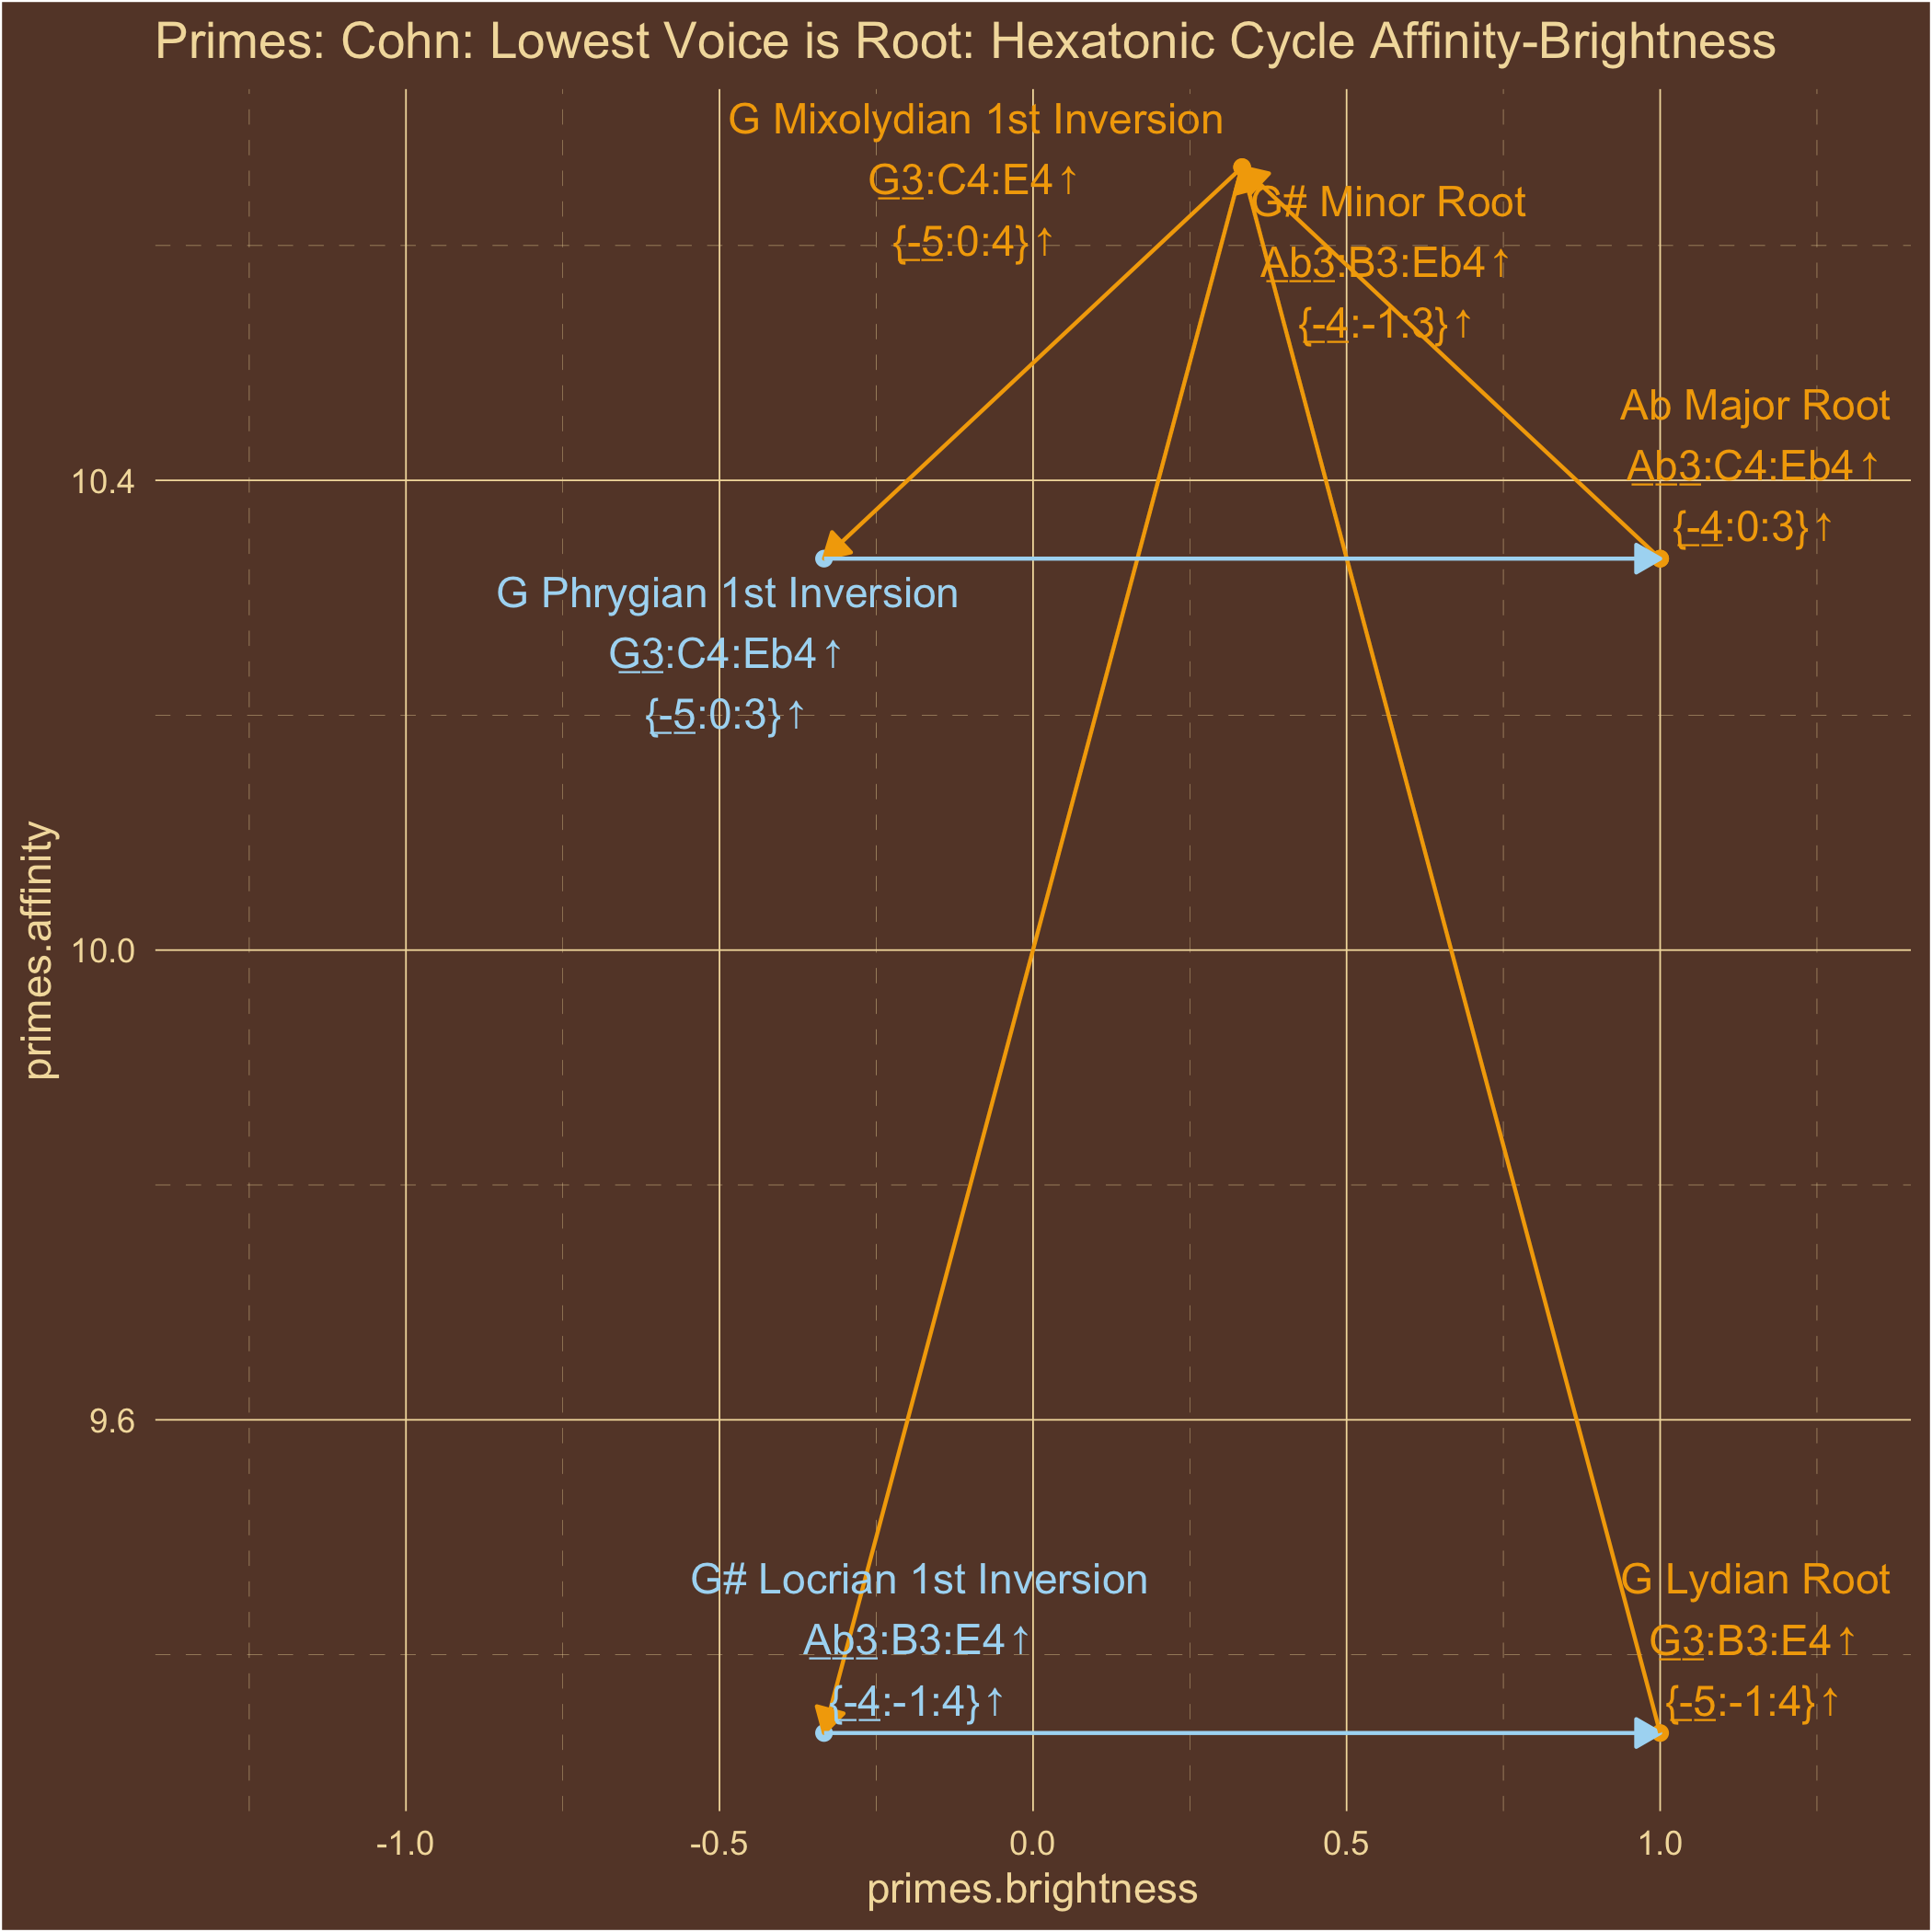 Primes: Cohn: Lowest Voice is Root: Hexatonic Cycle Affinity-Brightness
G Mixolydian 1st Inversion
G3:C4:E4↑
{-5:0:4}↑
G# Minor Root
Ab3:B3:Eb4↑
{-4:-1:3}↑
Ab Major Root
Ab3:C4:Eb4↑
{-4:0:3}↑
G Phrygian 1st Inversion
G3:C4:Eb4↑
{-5:0:3}↑
G# Locrian 1st Inversion
Ab3:B3:E4↑
{-4:-1:4}↑
G Lydian Root
G3:B3:E4↑
{-5:-1:4}↑
primes.affinity
10.4
10.0
9.6
-1.0
-0.5
0.0
0.5
1.0
primes.brightness